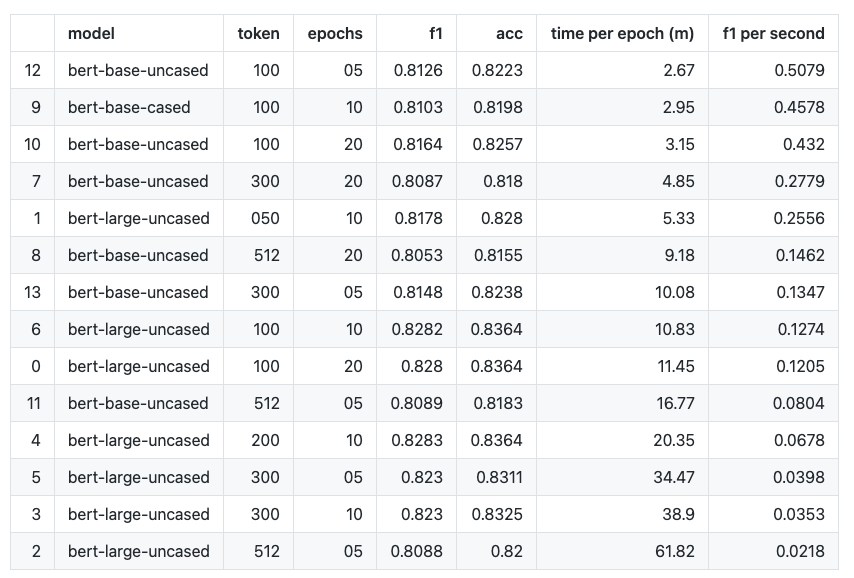 model token epochs f1 acc time per epoch (m) f1 per second
12 bert-base-uncased 100 05 0.8126 0.8223 2.67 0.5079
9 bert-base-cased 100 10 0.8103 0.8198 2.95 0.4578
10 bert-base-uncased 100 20 0.8164 0.8257 3.15 0.432
7 bert-base-uncased 300 20 0.8087 0.818 4.85 0.2779
1 bert-large-uncased 050 10 0.8178 0.828 5.33 0.2556
8 bert-base-uncased 512 20 0.8053 0.8155 9.18 0.1462
13 bert-base-uncased 300 05 0.8148 0.8238 10.08 0.1347
6 bert-large-uncased 100 10 0.8282 0.8364 10.83 0.1274
0 bert-large-uncased 100 20 0.828 0.8364 11.45 0.1205
11 bert-base-uncased 512 05 0.8089 0.8183 16.77 0.0804
4 bert-large-uncased 200 10 0.8283 0.8364 20.35 0.0678
5 bert-large-uncased 300 05 0.823 0.8311 34.47 0.0398
3 bert-large-uncased 300 10 0.823 0.8325 38.9 0.0353
2 bert-large-uncased 512 05 0.8088 0.82 61.82 0.0218